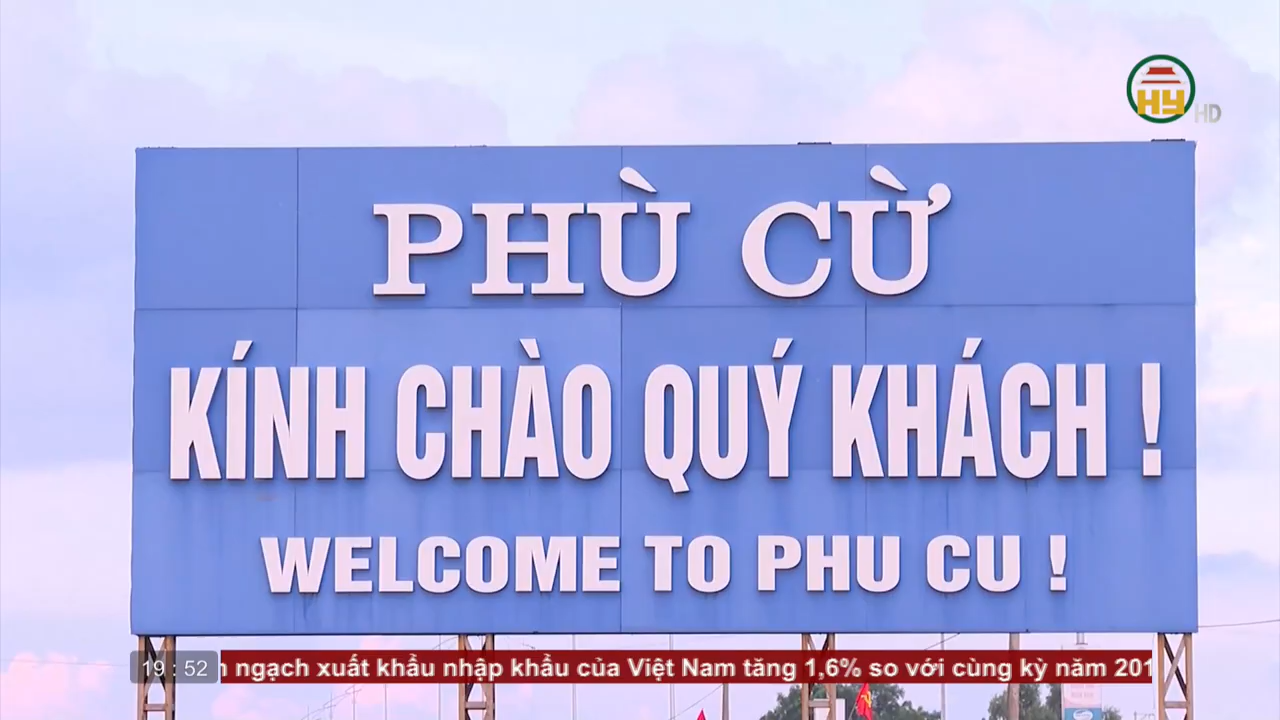 HY HD
PHÙ CỪ
KÍNH CHÀO QUÝ KHÁCH !
WELCOME TO PHU CU !
19 : 52
ngạch xuất khẩu nhập khẩu của Việt Nam tăng 1,6% so với cùng kỳ năm